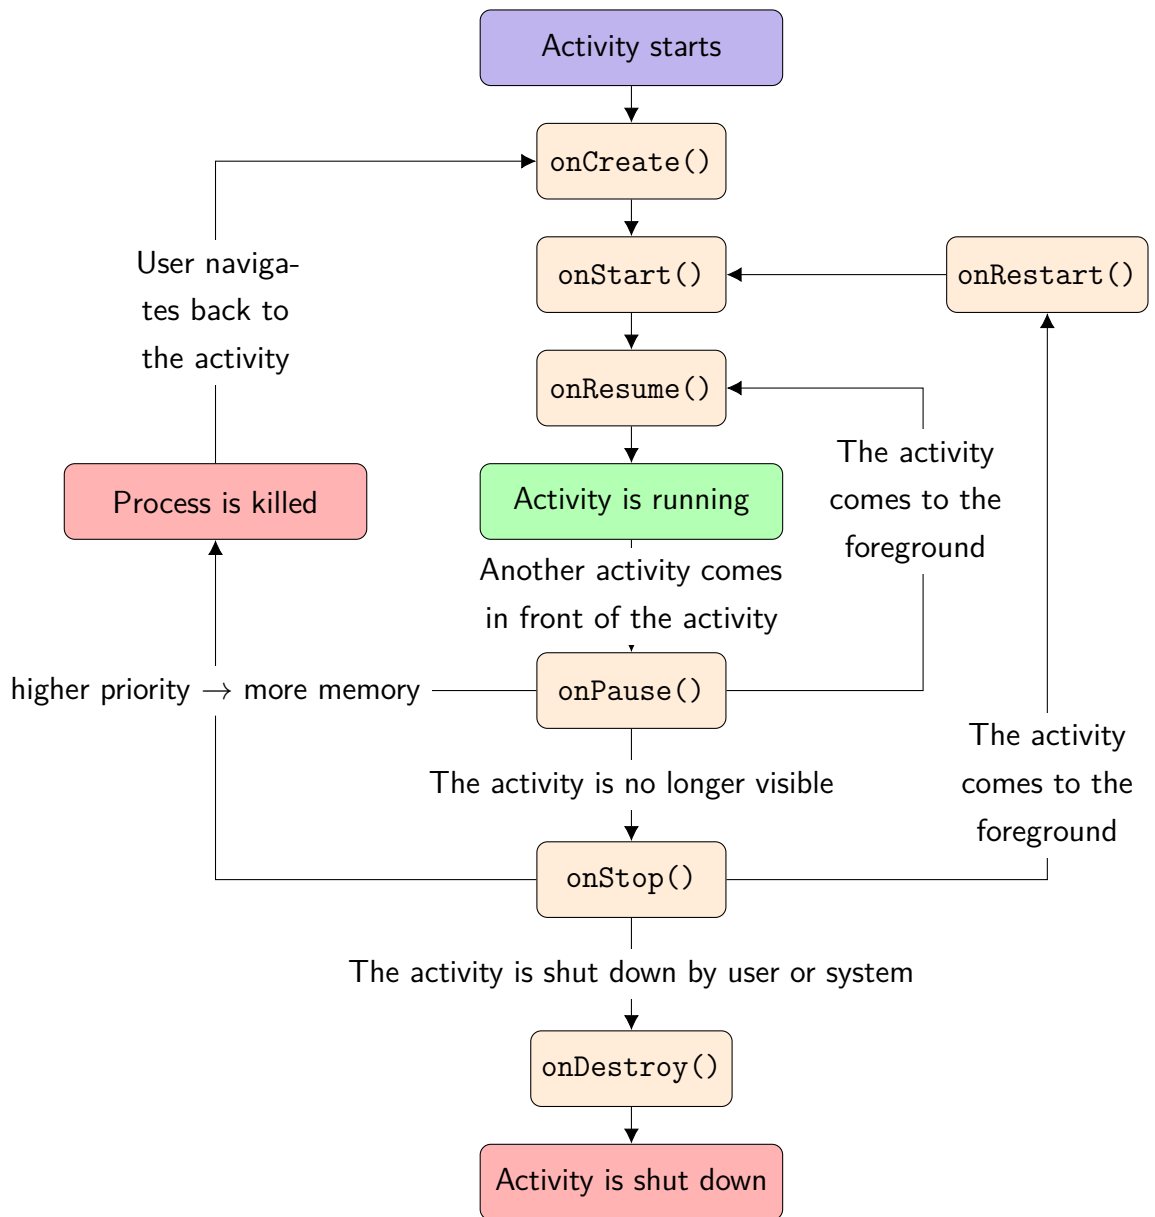 Activity starts
onCreate()
User naviga-
tes back to
the activity
onStart()
onRestart()
onResume()
The activity
comes to the
foreground
Process is killed
Activity is running
Another activity comes
in front of the activity
higher priority → more memory
onPause()
The activity
comes to the
foreground
The activity is no longer visible
onStop()
The activity is shut down by user or system
onDestroy()
Activity is shut down